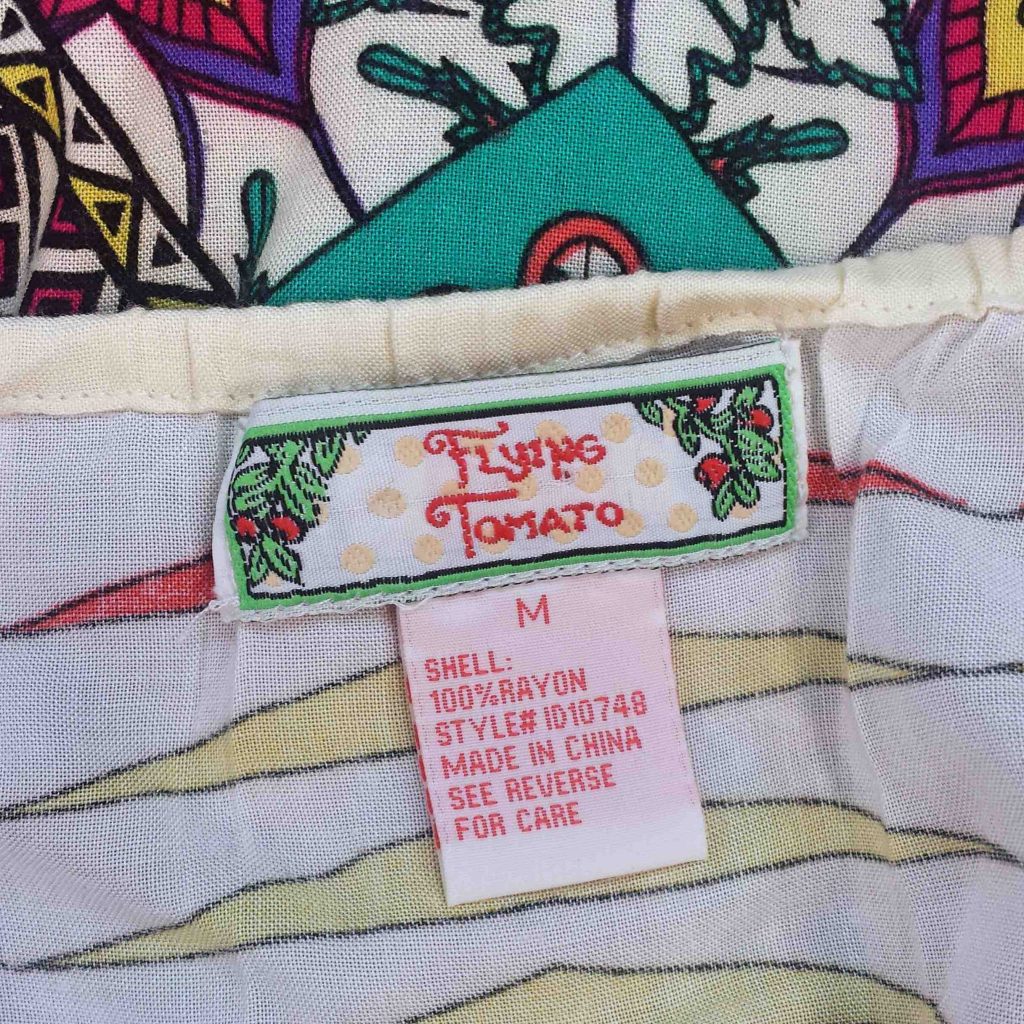 Flying
Tomato
M
SHELL:
100%RAYON
STYLE# ID10748
MADE IN CHINA
SEE REVERSE
FOR CARE